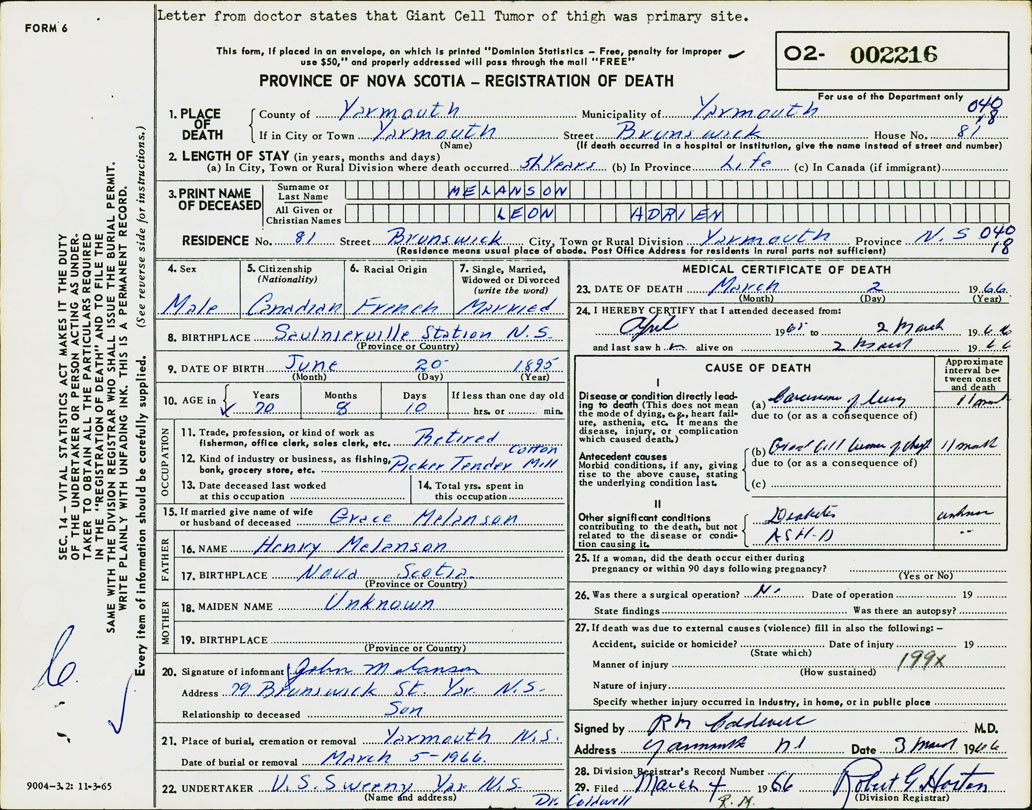 Letter from doctor states that Giant Cell Tumor of thigh was primary site.
FORM 6
This form, if placed in an envelope, on which is printed "Dominion Statistics – Free, penalty for improper
use $50," and properly addressed will pass through the mail "FREE"
O2- 002216
PROVINCE OF NOVA SCOTIA – REGISTRATION OF DEATH
For use of the Department only
040
18
1. PLACE OF DEATH
County of Yarmouth Municipality of Yarmouth
If in City or Town Yarmouth Street Brunswick House No. 81
(Name) (If death occurred in a hospital or institution, give the name instead of street and number)
2. LENGTH OF STAY (in years, months and days)
(a) In City, Town or Rural Division where death occurred 51 Years (b) In Province Life (c) In Canada (if immigrant)
3. PRINT NAME OF DECEASED
Surname or Last Name MELANSON
All Given or Christian Names LEON ADRIEN
RESIDENCE No. 81 Street Brunswick City, Town or Rural Division Yarmouth Province N.S 040
18
(Residence means usual place of abode. Post Office Address for residents in rural parts not sufficient)
4. Sex
Male
5. Citizenship
(Nationality)
Canadian
6. Racial Origin
French
7. Single, Married,
Widowed or Divorced
(write the word)
Married
8. BIRTHPLACE Saulnierville Station N.S.
(Province or Country)
9. DATE OF BIRTH June 20 1895
(Month) (Day) (Year)
10. AGE in Years Months Days If less than one day old
70 8 10 hrs. or min.
OCCUPATION
11. Trade, profession, or kind of work as
fisherman, office clerk, sales clerk, etc. Retired
12. Kind of industry or business, as fishing,
bank, grocery store, etc. Picker Tender Cotton Mill
13. Date deceased last worked
at this occupation
14. Total yrs. spent in
this occupation
15. If married give name of wife
or husband of deceased Grace Melanson
FATHER
16. NAME Henry Melanson
17. BIRTHPLACE Nova Scotia
(Province or Country)
MOTHER
18. MAIDEN NAME Unknown
19. BIRTHPLACE
(Province or Country)
20. Signature of informant John Melanson
Address 79 Brunswick St. Yar. N.S.
Relationship to deceased Son
21. Place of burial, cremation or removal Yarmouth N.S.
Date of burial or removal March 5-1966.
22. UNDERTAKER V.S. Sweeny Yar N.S.
(Name and address)
MEDICAL CERTIFICATE OF DEATH
23. DATE OF DEATH March 2 1966
(Month) (Day) (Year)
24. I HEREBY CERTIFY that I attended deceased from:
April 1965 to 2 March 1966
and last saw him alive on 2 March 1966
CAUSE OF DEATH
Approximate
interval be-
tween onset
and death
I
Disease or condition directly lead-
ing to death (This does not mean
the mode of dying, e.g., heart fail-
ure, asthenia, etc. It means the
disease, injury, or complication
which caused death.)
(a) Carcinoma of lung 11 month
due to (or as a consequence of)
Antecedent causes
Morbid conditions, if any, giving
rise to the above cause, stating
the underlying condition last.
(b) Giant Cell tumor of thigh 11 month
due to (or as a consequence of)
(c)
II
Other significant conditions
contributing to the death, but not
related to the disease or condi-
tion causing it.
Diabetes
ASHD
25. If a woman, did the death occur either during
pregnancy or within 90 days following pregnancy?
(Yes or No)
26. Was there a surgical operation? No Date of operation 19
State findings Was there an autopsy?
27. If death was due to external causes (violence) fill in also the following: –
Accident, suicide or homicide? Date of injury 19
(State which)
Manner of injury 199x
(How sustained)
Nature of injury
Specify whether injury occurred in industry, in home, or in public place
Signed by R M Caldwell M.D.
Address Yarmouth NS Date 3 March 1966
28. Division Registrar's Record Number
29. Filed March 4 1966 Robert G. Horton
(Division Registrar)
Dr. Caldwell R.M.
SEC. 14 – VITAL STATISTICS ACT MAKES IT THE DUTY
OF THE UNDERTAKER OR PERSON ACTING AS UNDER-
TAKER TO OBTAIN ALL THE PARTICULARS REQUIRED
IN THE "REGISTRATION OF DEATH" AND TO FILE THE
SAME WITH THE DIVISION REGISTRAR WHO SHALL ISSUE THE BURIAL PERMIT.
WRITE PLAINLY WITH UNFADING INK. THIS IS A PERMANENT RECORD.
Every item of information should be carefully supplied. (See reverse side for instructions.)
9004-3.2: 11-3-65